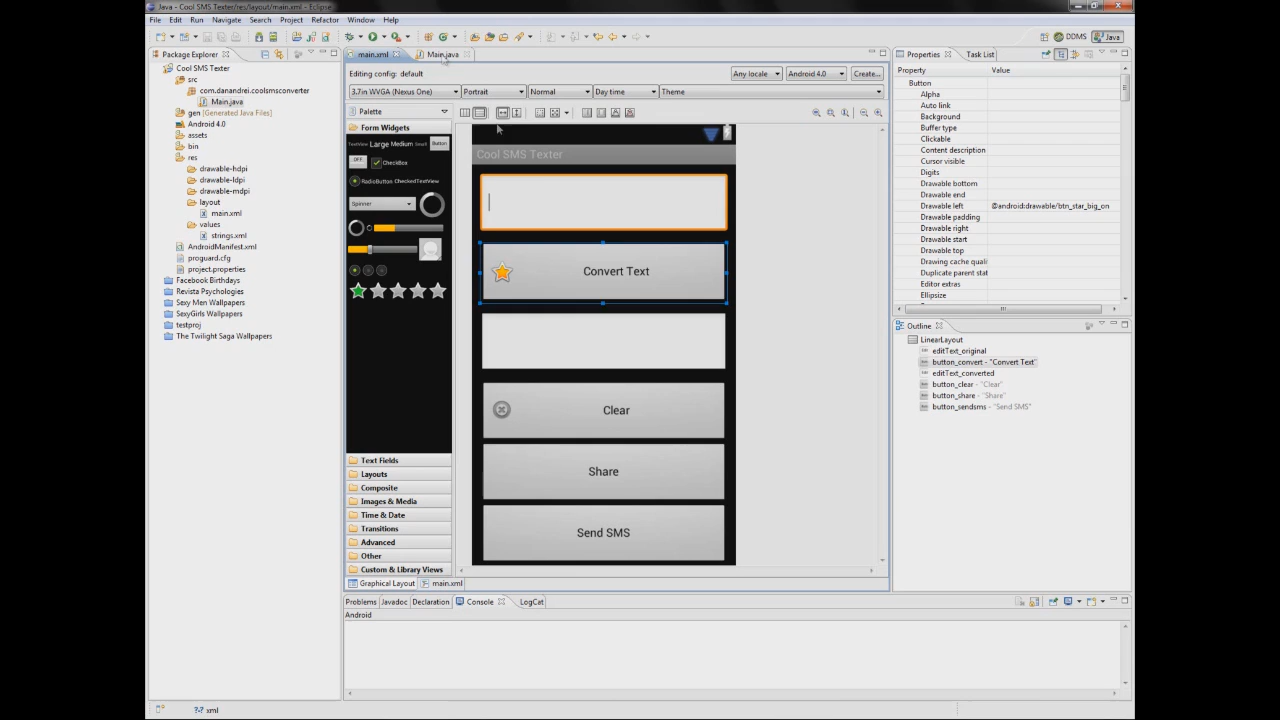 Java - Cool SMS Texter/res/layout/main.xml - Eclipse
File Edit Run Navigate Search Project Refactor Window Help
Package Explorer
main.xml
Main.java
Properties
Task List
DDMS
Java
Cool SMS Texter
src
com.danandrei.coolsmsconverter
Main.java
gen [Generated Java Files]
Android 4.0
assets
bin
res
drawable-hdpi
drawable-ldpi
drawable-mdpi
layout
main.xml
values
strings.xml
AndroidManifest.xml
proguard.cfg
project.properties
Facebook Birthdays
Revista Psychologies
Sexy Men Wallpapers
SexyGirls Wallpapers
testproj
The Twilight Saga Wallpapers
Editing config: default
Any locale
Android 4.0
Create...
3.7in WVGA (Nexus One)
Portrait
Normal
Day time
Theme
Palette
Form Widgets
TextView Large Medium Small Button
OFF
CheckBox
RadioButton CheckedTextView
Spinner
Text Fields
Layouts
Composite
Images & Media
Time & Date
Transitions
Advanced
Other
Custom & Library Views
Cool SMS Texter
Convert Text
Clear
Share
Send SMS
Graphical Layout
main.xml
Property Value
Button
Alpha
Auto link
Background
Buffer type
Clickable
Content description
Cursor visible
Digits
Drawable bottom
Drawable end
Drawable left @android:drawable/btn_star_big_on
Drawable padding
Drawable right
Drawable start
Drawable top
Drawing cache qualit
Duplicate parent stat
Editor extras
Ellipsize
Outline
LinearLayout
editText_original
button_convert - "Convert Text"
editText_converted
button_clear - "Clear"
button_share - "Share"
button_sendsms - "Send SMS"
Problems
Javadoc
Declaration
Console
LogCat
Android
xml